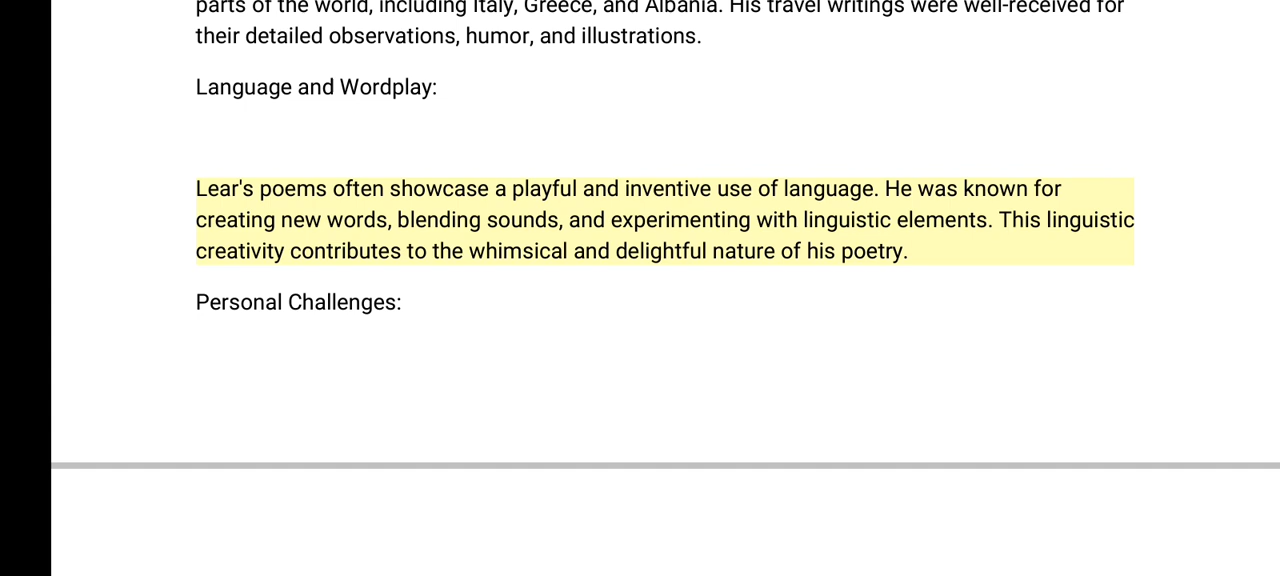 parts of the world, including Italy, Greece, and Albania. His travel writings were well-received for
their detailed observations, humor, and illustrations.
Language and Wordplay:
Lear's poems often showcase a playful and inventive use of language. He was known for
creating new words, blending sounds, and experimenting with linguistic elements. This linguistic
creativity contributes to the whimsical and delightful nature of his poetry.
Personal Challenges: